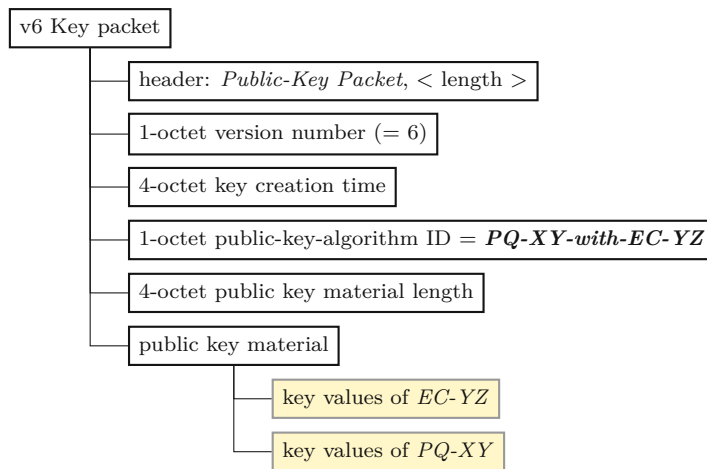 v6 Key packet
header: Public-Key Packet, < length >
1-octet version number (= 6)
4-octet key creation time
1-octet public-key-algorithm ID = PQ-XY-with-EC-YZ
4-octet public key material length
public key material
key values of EC-YZ
key values of PQ-XY